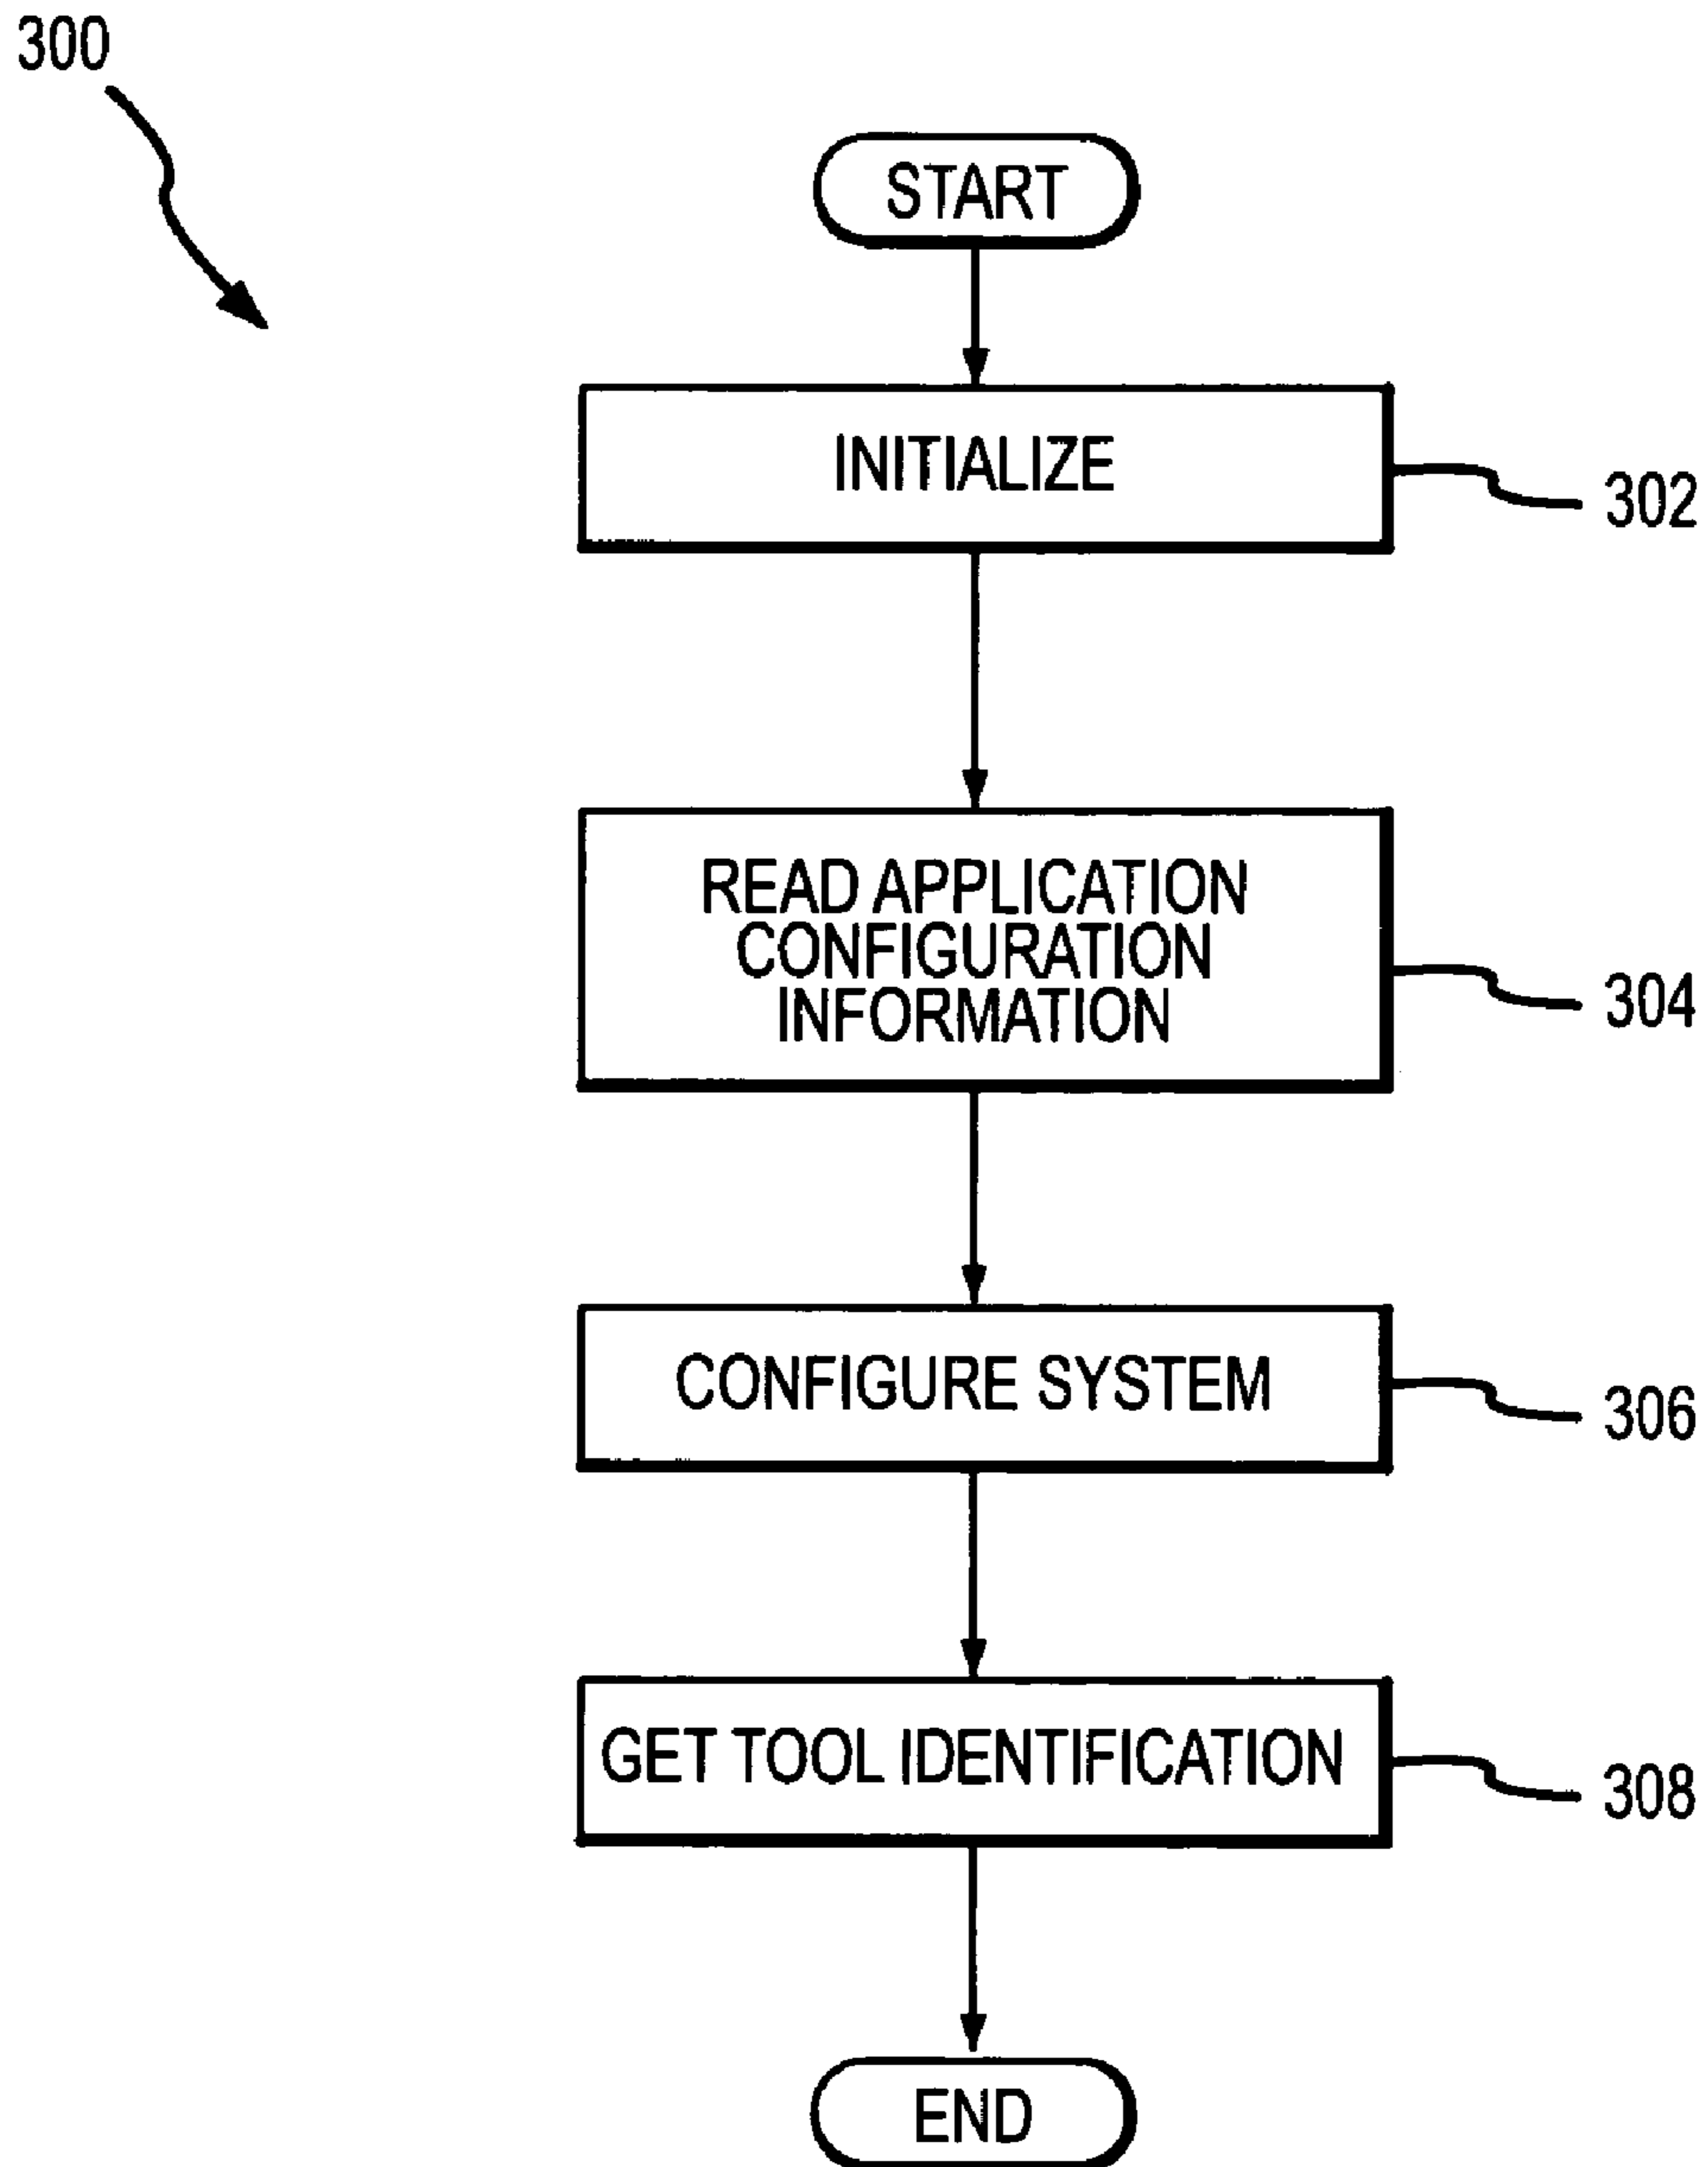 300
START
INITIALIZE
302
READ APPLICATION
CONFIGURATION
INFORMATION
304
CONFIGURE SYSTEM
306
GET TOOL IDENTIFICATION
308
END